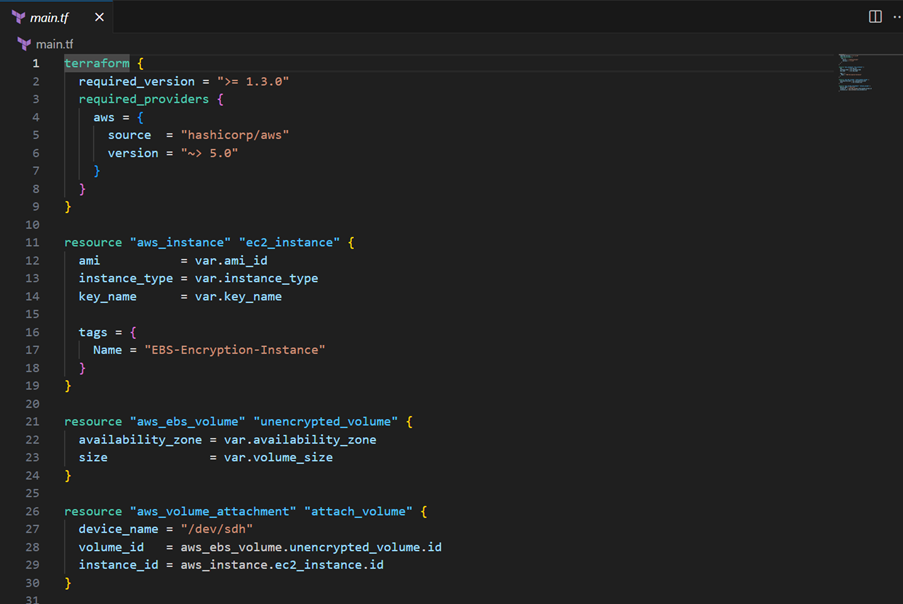 main.tf
main.tf
1 terraform {
2   required_version = ">= 1.3.0"
3   required_providers {
4     aws = {
5       source  = "hashicorp/aws"
6       version = "~> 5.0"
7     }
8   }
9 }
10
11 resource "aws_instance" "ec2_instance" {
12   ami           = var.ami_id
13   instance_type = var.instance_type
14   key_name      = var.key_name
15
16   tags = {
17     Name = "EBS-Encryption-Instance"
18   }
19 }
20
21 resource "aws_ebs_volume" "unencrypted_volume" {
22   availability_zone = var.availability_zone
23   size              = var.volume_size
24 }
25
26 resource "aws_volume_attachment" "attach_volume" {
27   device_name = "/dev/sdh"
28   volume_id   = aws_ebs_volume.unencrypted_volume.id
29   instance_id = aws_instance.ec2_instance.id
30 }
31